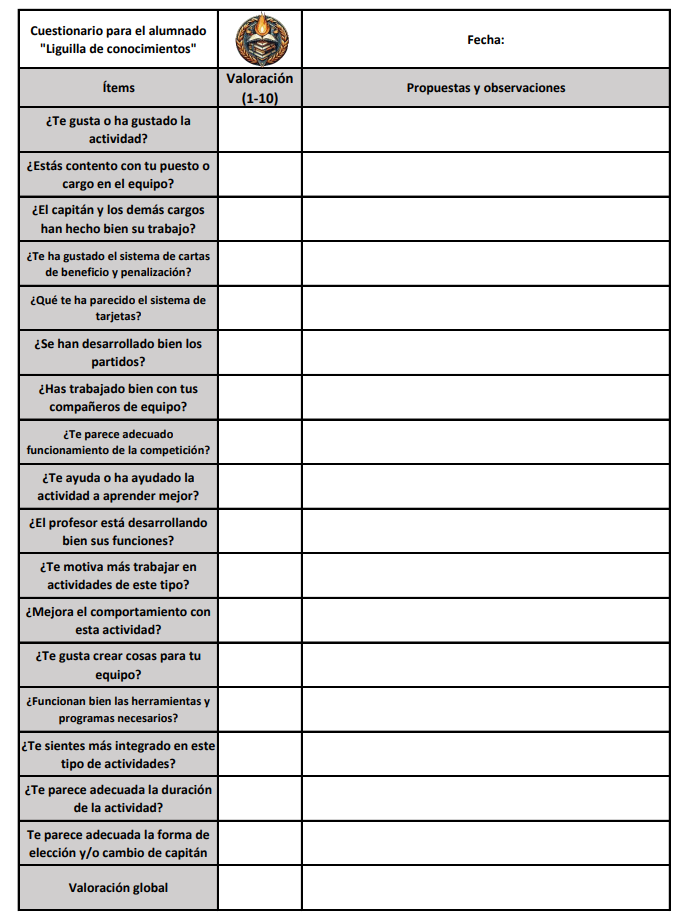 Cuestionario para el alumnado
"Liguilla de conocimientos"
Fecha:
Ítems
Valoración
(1-10)
Propuestas y observaciones
¿Te gusta o ha gustado la
actividad?
¿Estás contento con tu puesto o
cargo en el equipo?
¿El capitán y los demás cargos
han hecho bien su trabajo?
¿Te ha gustado el sistema de cartas
de beneficio y penalización?
¿Qué te ha parecido el sistema de
tarjetas?
¿Se han desarrollado bien los
partidos?
¿Has trabajado bien con tus
compañeros de equipo?
¿Te parece adecuado
funcionamiento de la competición?
¿Te ayuda o ha ayudado la
actividad a aprender mejor?
¿El profesor está desarrollando
bien sus funciones?
¿Te motiva más trabajar en
actividades de este tipo?
¿Mejora el comportamiento con
esta actividad?
¿Te gusta crear cosas para tu
equipo?
¿Funcionan bien las herramientas y
programas necesarios?
¿Te sientes más integrado en este
tipo de actividades?
¿Te parece adecuada la duración
de la actividad?
Te parece adecuada la forma de
elección y/o cambio de capitán
Valoración global